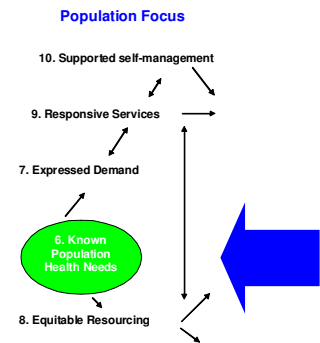 Population Focus
10. Supported self-management
9. Responsive Services
7. Expressed Demand
6. Known
Population
Health Needs
8. Equitable Resourcing